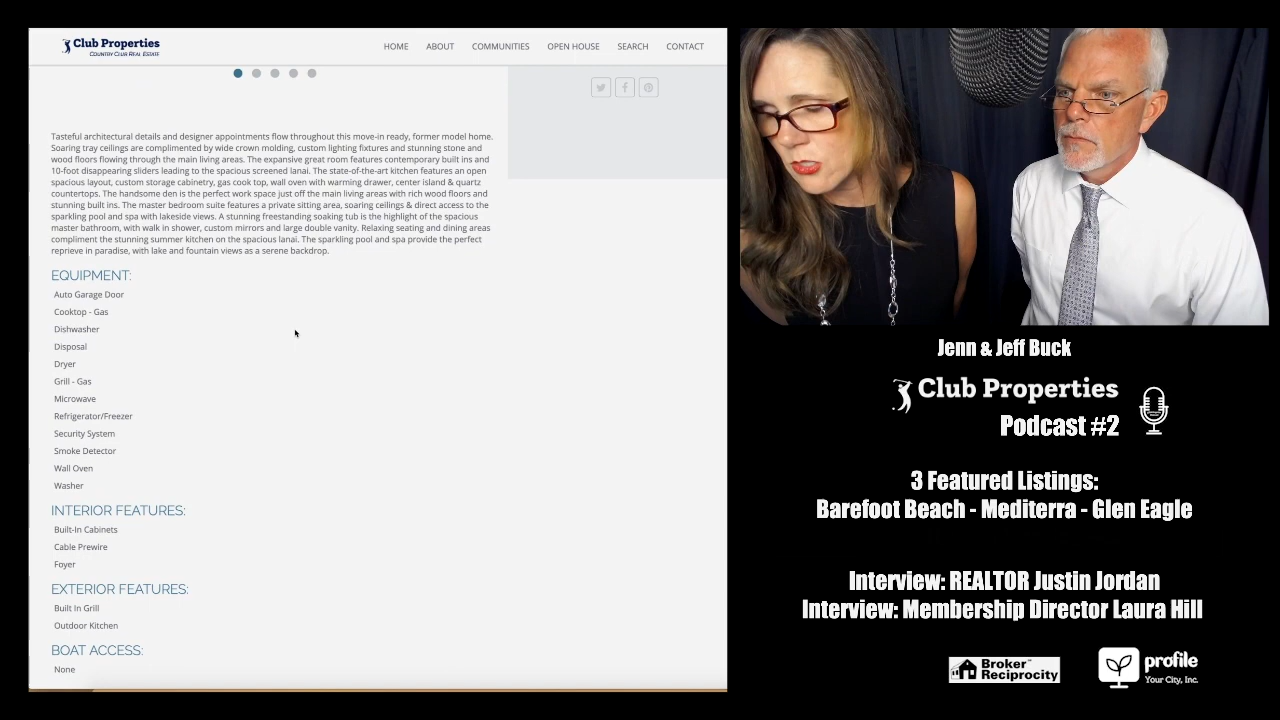 Club Properties
COUNTRY CLUB REAL ESTATE
HOME ABOUT COMMUNITIES OPEN HOUSE SEARCH CONTACT
Tasteful architectural details and designer appointments flow throughout this move-in ready, former model home.
Soaring tray ceilings are complimented by wide crown molding, custom lighting fixtures and stunning stone and
wood floors flowing through the main living areas. The expansive great room features contemporary built ins and
10-foot disappearing sliders leading to the spacious screened lanai. The state-of-the-art kitchen features an open
spacious layout, custom storage cabinetry, gas cook top, wall oven with warming drawer, center island & quartz
countertops. The handsome den is the perfect work space just off the main living areas with rich wood floors and
stunning built ins. The master bedroom suite features a private sitting area, soaring ceilings & direct access to the
sparkling pool and spa with lakeside views. A stunning freestanding soaking tub is the highlight of the spacious
master bathroom, with walk in shower, custom mirrors and large double vanity. Relaxing seating and dining areas
compliment the stunning summer kitchen on the spacious lanai. The sparkling pool and spa provide the perfect
reprieve in paradise, with lake and fountain views as a serene backdrop.
EQUIPMENT:
Auto Garage Door
Cooktop - Gas
Dishwasher
Disposal
Dryer
Grill - Gas
Microwave
Refrigerator/Freezer
Security System
Smoke Detector
Wall Oven
Washer
INTERIOR FEATURES:
Built-In Cabinets
Cable Prewire
Foyer
EXTERIOR FEATURES:
Built In Grill
Outdoor Kitchen
BOAT ACCESS:
None
Jenn & Jeff Buck
Club Properties
Podcast #2
3 Featured Listings:
Barefoot Beach - Mediterra - Glen Eagle
Interview: REALTOR Justin Jordan
Interview: Membership Director Laura Hill
Broker™
Reciprocity
profile
Your City, Inc.